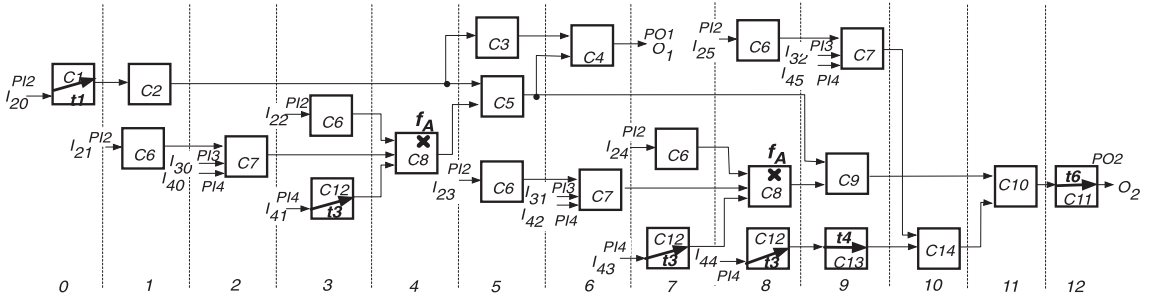 PI2
I20
C1
t1
C2
PI2
I21
C6
I30
PI3
I40
PI4
C7
PI2
I22
C6
PI4
I41
C12
t3
fA
C8
C3
C5
PI2
I23
C6
I31
PI3
I42
PI4
C7
C4
PO1
O1
PI2
I24
C6
PI4
I43
C12
t3
PI2
I25
C6
fA
C8
I44
PI4
C12
t3
I32
PI3
I45
PI4
C7
C9
t4
C13
C14
C10
t6
C11
PO2
O2
0 1 2 3 4 5 6 7 8 9 10 11 12